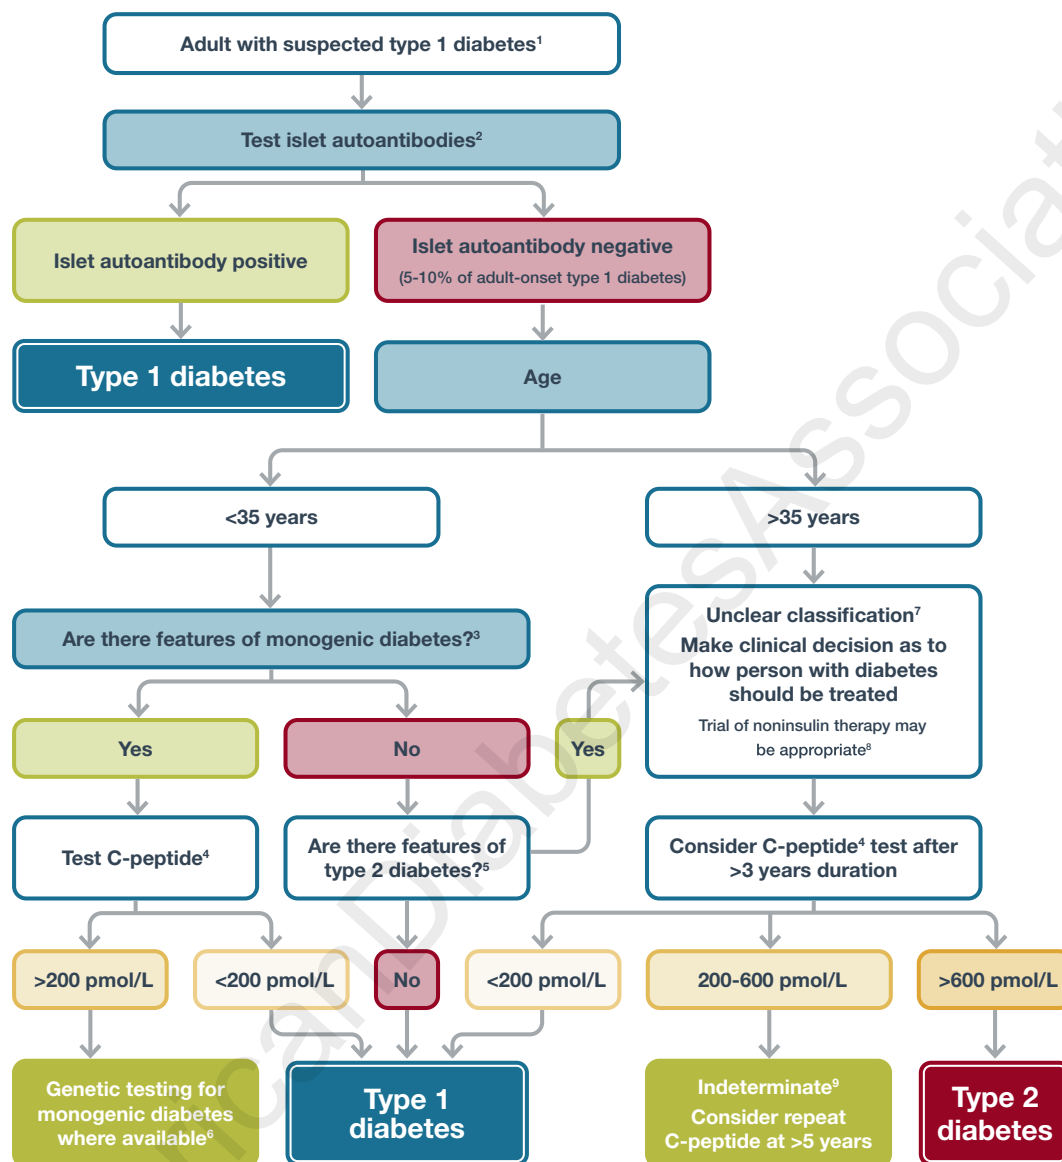 Adult with suspected type 1 diabetes¹
Test islet autoantibodies²
Islet autoantibody positive
Islet autoantibody negative
(5-10% of adult-onset type 1 diabetes)
Type 1 diabetes
Age
<35 years
>35 years
Are there features of monogenic diabetes?³
Unclear classification⁷
Make clinical decision as to
how person with diabetes
should be treated
Trial of noninsulin therapy may
be appropriate⁸
Yes
No
Yes
Test C-peptide⁴
Are there features of
type 2 diabetes?⁵
Consider C-peptide⁴ test after
>3 years duration
>200 pmol/L
<200 pmol/L
No
<200 pmol/L
200-600 pmol/L
>600 pmol/L
Genetic testing for
monogenic diabetes
where available⁶
Type 1
diabetes
Indeterminate⁹
Consider repeat
C-peptide at >5 years
Type 2
diabetes
ricanDiabetesAssociati